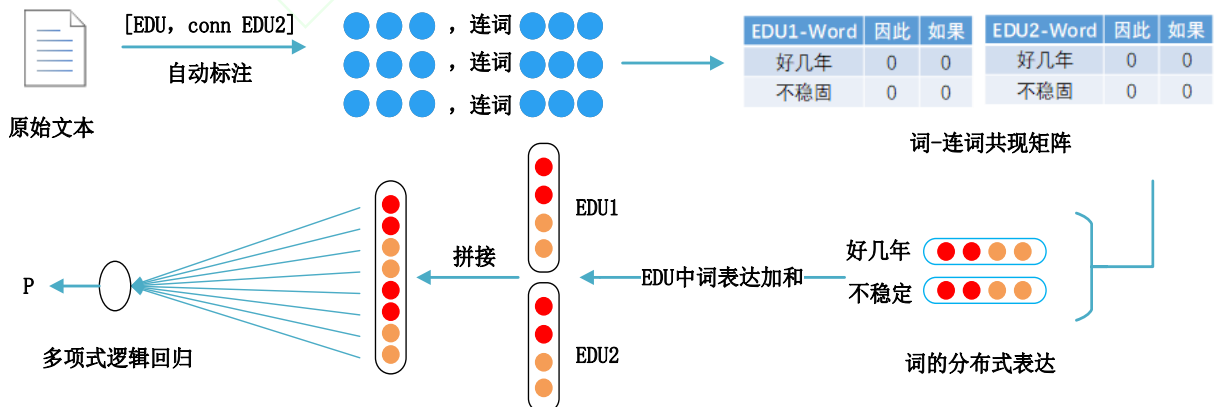 [EDU，conn EDU2]
自动标注
原始文本
，连词
，连词
，连词
EDU1-Word 因此 如果
好几年 0 0
不稳固 0 0
EDU2-Word 因此 如果
好几年 0 0
不稳固 0 0
词-连词共现矩阵
好几年
不稳定
词的分布式表达
EDU中词表达加和
EDU1
EDU2
拼接
P
多项式逻辑回归